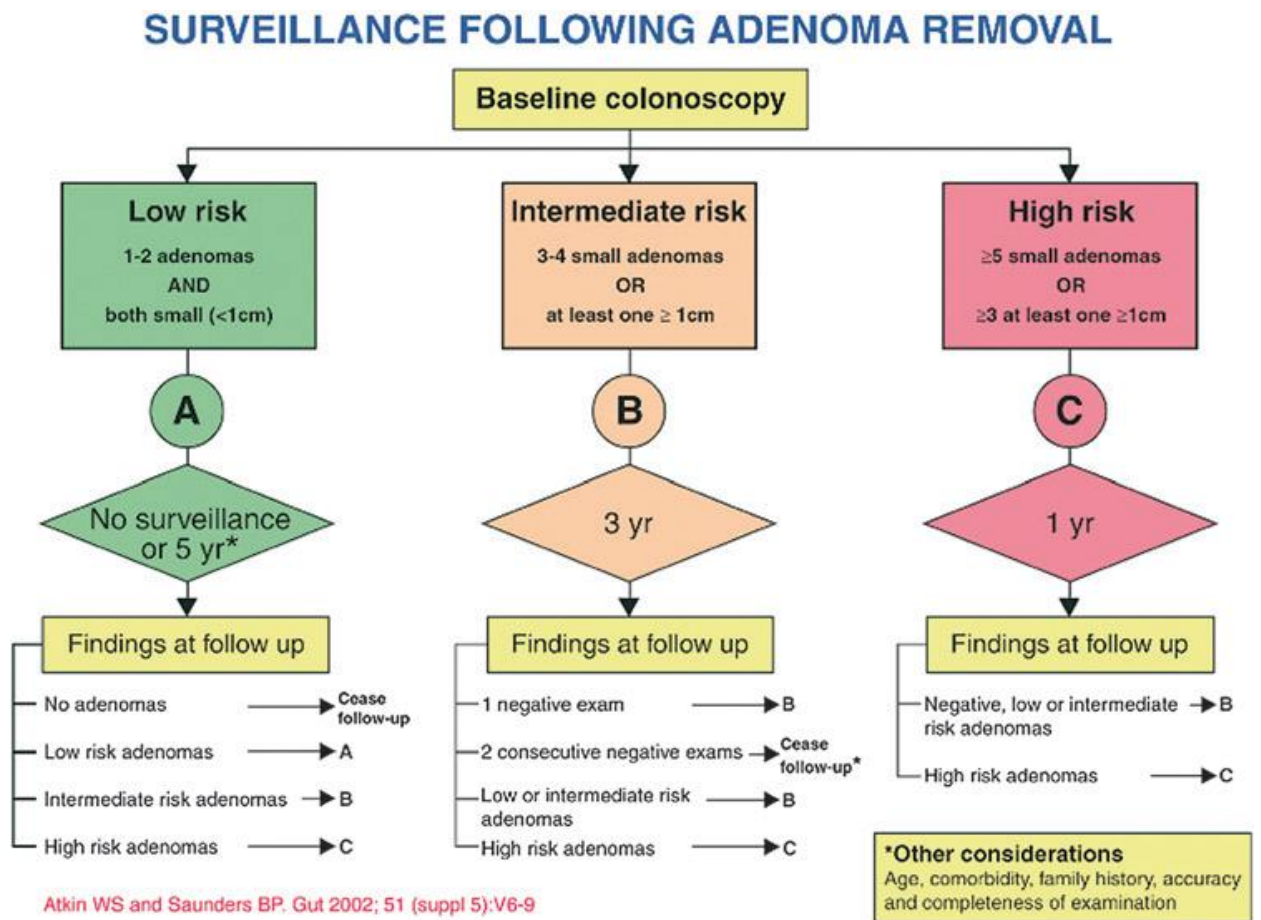 SURVEILLANCE FOLLOWING ADENOMA REMOVAL
Baseline colonoscopy
Low risk
1-2 adenomas
AND
both small (<1cm)
A
No surveillance
or 5 yr*
Findings at follow up
No adenomas
Cease
follow-up
Low risk adenomas
A
Intermediate risk adenomas
B
High risk adenomas
C
Intermediate risk
3-4 small adenomas
OR
at least one ≥ 1cm
B
3 yr
Findings at follow up
1 negative exam
B
2 consecutive negative exams
Cease
follow-up*
Low or intermediate risk
adenomas
B
High risk adenomas
C
High risk
≥5 small adenomas
OR
≥3 at least one ≥1cm
C
1 yr
Findings at follow up
Negative, low or intermediate
risk adenomas
B
High risk adenomas
C
*Other considerations
Age, comorbidity, family history, accuracy
and completeness of examination
Atkin WS and Saunders BP. Gut 2002; 51 (suppl 5):V6-9